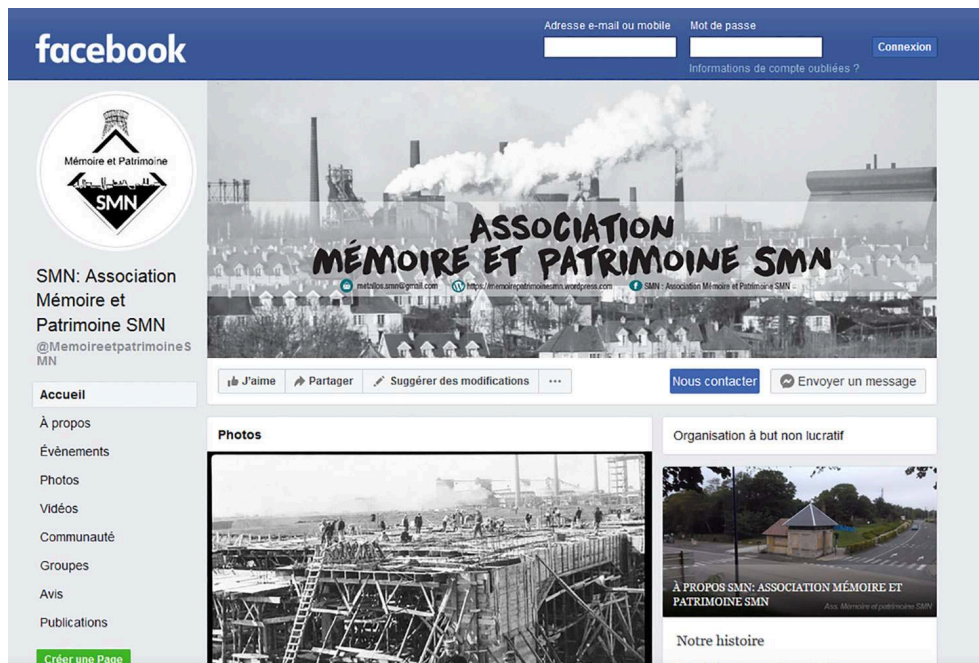 facebook
Adresse e-mail ou mobile
Mot de passe
Connexion
Informations de compte oubliées ?
Mémoire et Patrimoine
SMN
ASSOCIATION
MÉMOIRE ET PATRIMOINE SMN
metallos.smn@gmail.com https://memoirepatrimoinesmn.wordpress.com SMN : Association Mémoire et Patrimoine SMN
SMN: Association
Mémoire et
Patrimoine SMN
@MemoireetpatrimoineS
MN
Accueil
À propos
Évènements
Photos
Vidéos
Communauté
Groupes
Avis
Publications
Créer une Page
J'aime
Partager
Suggérer des modifications
...
Nous contacter
Envoyer un message
Photos
Organisation à but non lucratif
À PROPOS SMN: ASSOCIATION MÉMOIRE ET
PATRIMOINE SMN
Ass. Mémoire et patrimoine SMN
Notre histoire